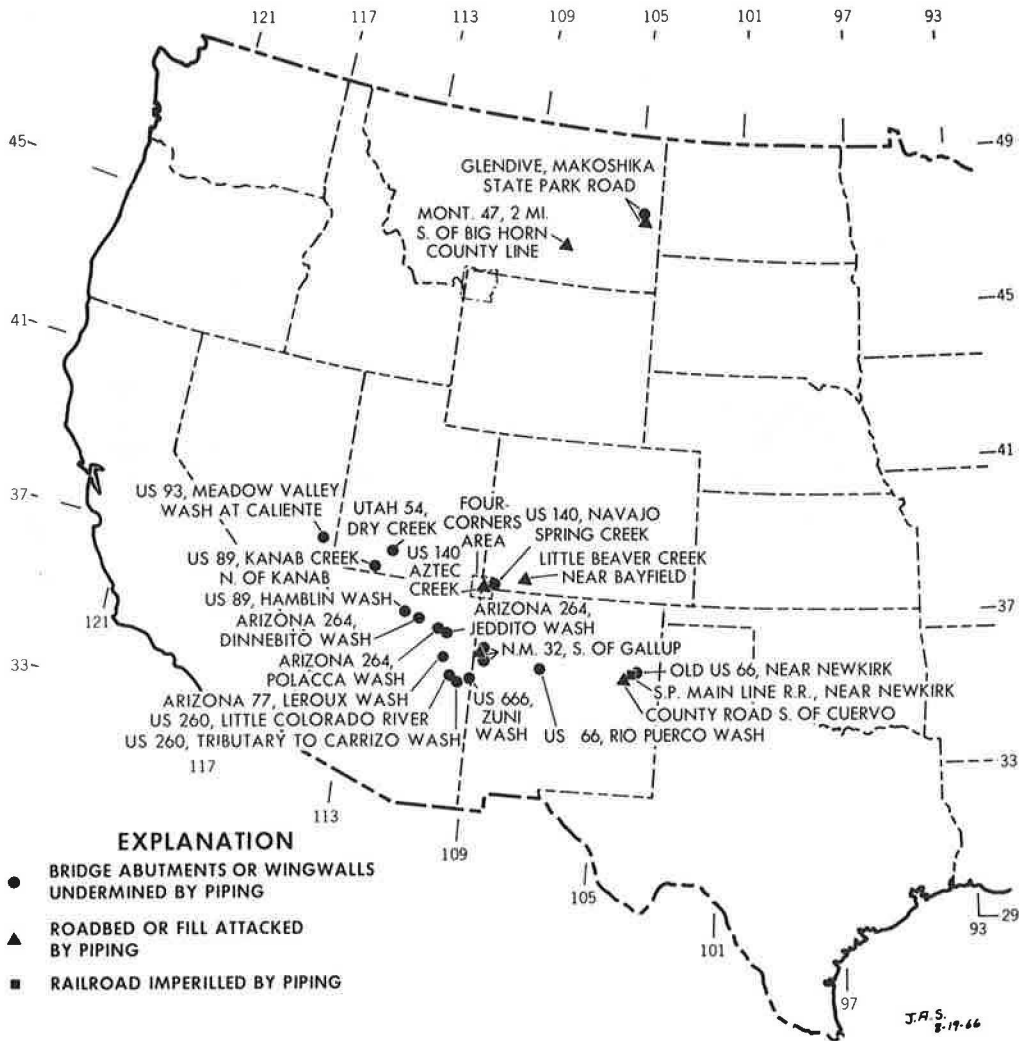 121
117
113
109
105
101
97
93
45
49
GLENDIVE, MAKOSHIKA
STATE PARK ROAD
MONT. 47, 2 MI.
S. OF BIG HORN
COUNTY LINE
45
41
41
37
US 93, MEADOW VALLEY
WASH AT CALIENTE
UTAH 54,
DRY CREEK
FOUR-
CORNERS
AREA
US 140, NAVAJO
SPRING CREEK
US 89, KANAB CREEK
N. OF KANAB
US 140
AZTEC
CREEK
LITTLE BEAVER CREEK
NEAR BAYFIELD
US 89, HAMBLIN WASH
ARIZONA 264,
DINNEBITO WASH
ARIZONA 264,
JEDDITO WASH
37
121
N.M. 32, S. OF GALLUP
ARIZONA 264,
POLACCA WASH
33
OLD US 66, NEAR NEWKIRK
S.P. MAIN LINE R.R., NEAR NEWKIRK
COUNTY ROAD S. OF CUERVO
ARIZONA 77, LEROUX WASH
US 260, LITTLE COLORADO RIVER
US 260, TRIBUTARY TO CARRIZO WASH
US 666,
ZUNI
WASH
US 66, RIO PUERCO WASH
117
33
113
109
105
101
93
29
97
EXPLANATION
BRIDGE ABUTMENTS OR WINGWALLS
UNDERMINED BY PIPING
ROADBED OR FILL ATTACKED
BY PIPING
RAILROAD IMPERILLED BY PIPING
J.A.S.
8-19-66